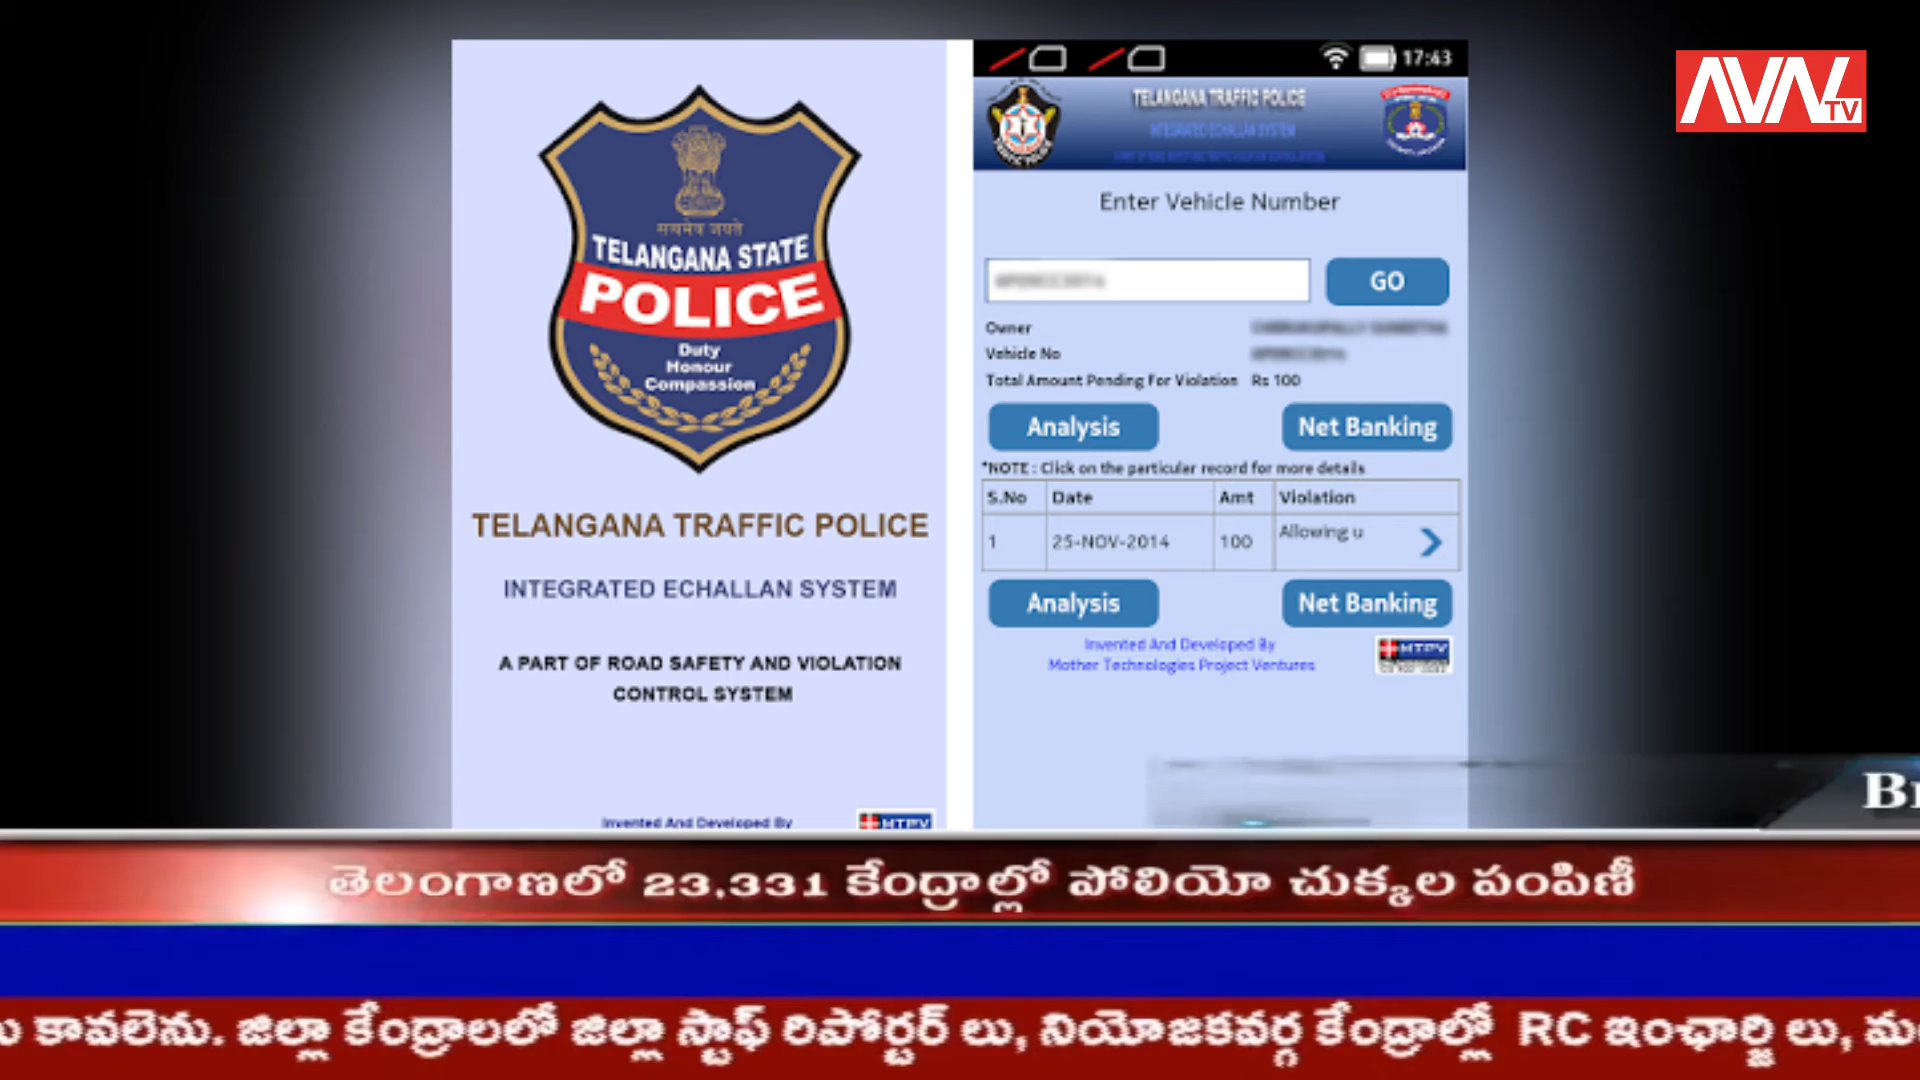 AVN TV
सत्यमेव जयते
TELANGANA STATE
POLICE
Duty
Honour
Compassion
TELANGANA TRAFFIC POLICE
INTEGRATED ECHALLAN SYSTEM
A PART OF ROAD SAFETY AND VIOLATION
CONTROL SYSTEM
Invented And Developed By
MTPV
17:43
TELANGANA TRAFFIC POLICE
INTEGRATED ECHALLAN SYSTEM
TRAFFIC POLICE
Enter Vehicle Number
GO
Owner
Vehicle No
Total Amount Pending For Violation Rs 100
Analysis Net Banking
*NOTE : Click on the particular record for more details
S.No Date Amt Violation
1 25-NOV-2014 100 Allowing u
Analysis Net Banking
Invented And Developed By
Mother Technologies Project Ventures
MTPV
తెలంగాణలో 23,331 కేంద్రాల్లో పోలియో చుక్కల పంపిణీ
కావలెను. జిల్లా కేంద్రాలలో జిల్లా స్టాఫ్ రిపోర్టర్ లు, నియోజకవర్గ కేంద్రాల్లో RC ఇంఛార్జి లు,